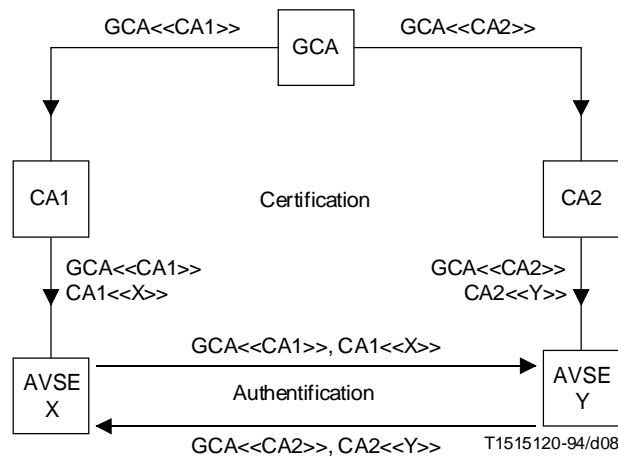 GCA<<CA1>>
GCA
GCA<<CA2>>
CA1
Certification
CA2
GCA<<CA1>>
CA1<<X>>
GCA<<CA2>>
CA2<<Y>>
GCA<<CA1>>, CA1<<X>>
AVSE
X
Authentification
AVSE
Y
GCA<<CA2>>, CA2<<Y>>
T1515120-94/d08